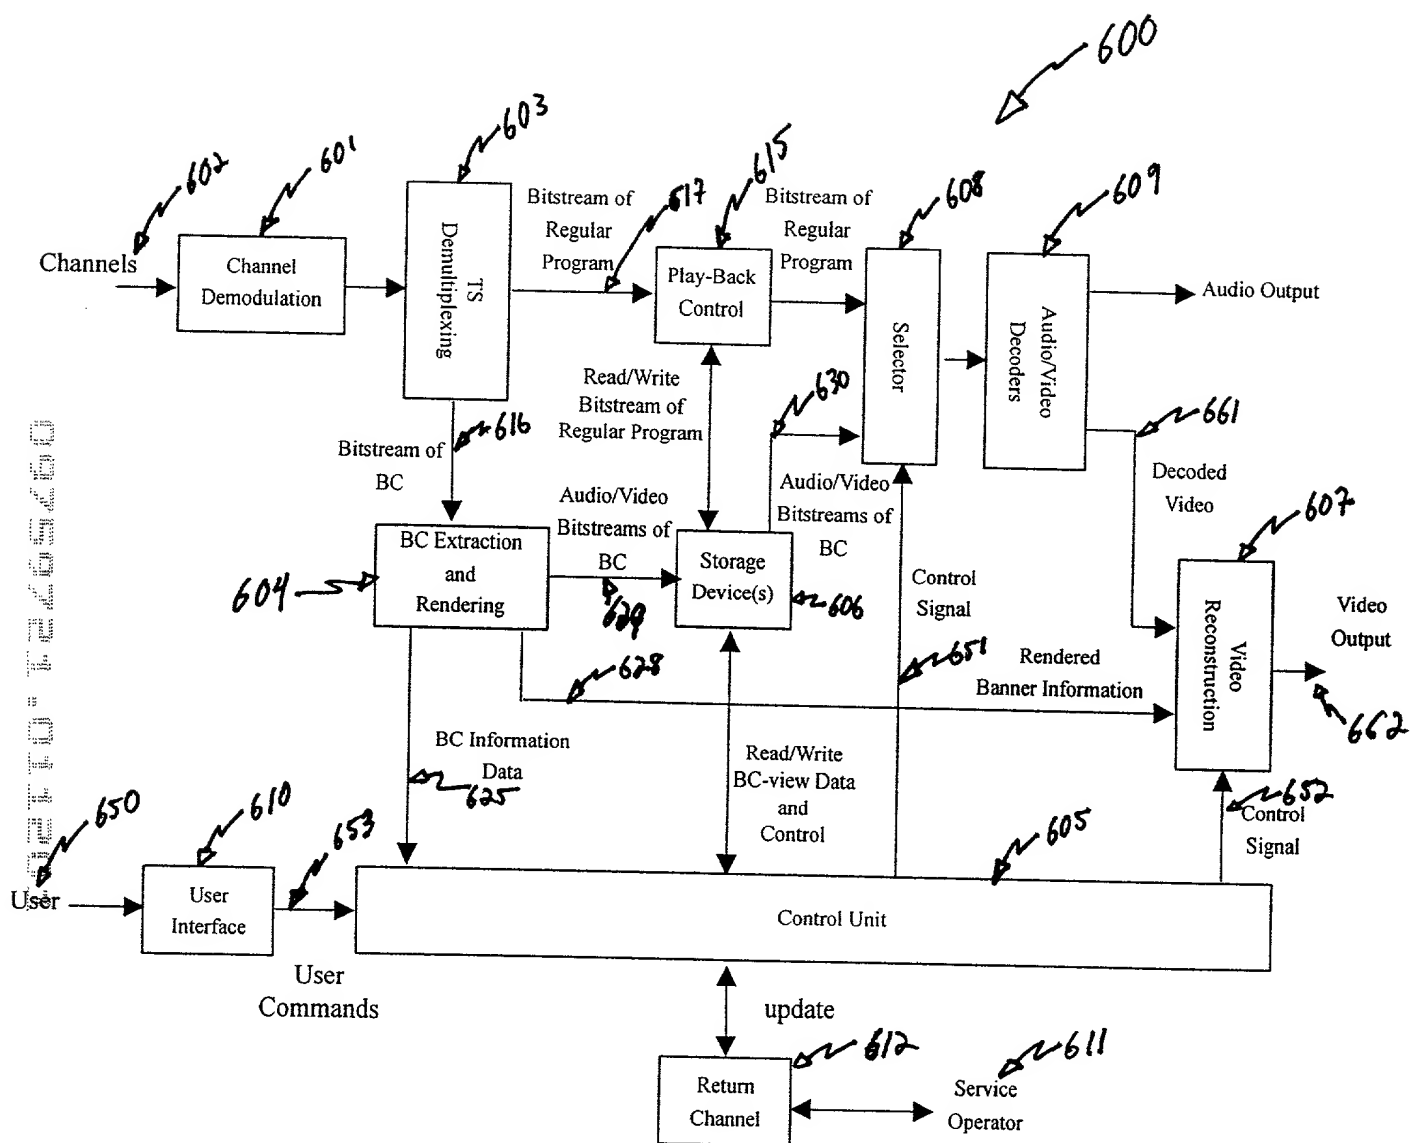 600
603
602
601
617
615
608
609
Channels
Channel
Demodulation
TS
Demultiplexing
Bitstream of
Regular
Program
Play-Back
Control
Bitstream of
Regular
Program
Selector
Audio/Video
Decoders
Audio Output
616
Bitstream of
BC
Read/Write
Bitstream of
Regular Program
630
661
Decoded
Video
Audio/Video
Bitstreams of
BC
Audio/Video
Bitstreams of
BC
604
BC Extraction
and
Rendering
629
Storage
Device(s)
606
Control
Signal
607
Video
Reconstruction
Video
Output
662
628
651
Rendered
Banner Information
BC Information
Data
625
Read/Write
BC-view Data
and
Control
652
Control
Signal
650
610
653
605
User
User
Interface
Control Unit
User
Commands
update
612
611
Return
Channel
Service
Operator